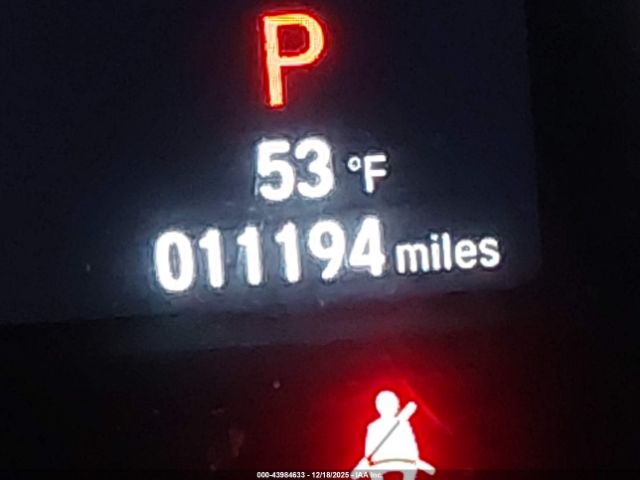 P
53 °F
011194 miles
000-43984633 - 12/18/2025 - IAA Inc.